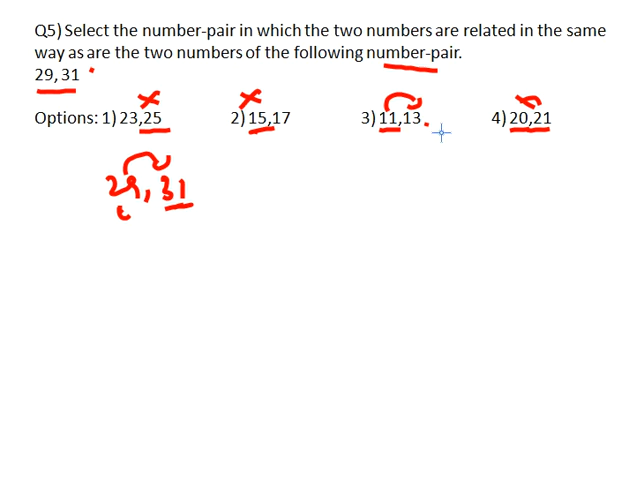 Q5) Select the number-pair in which the two numbers are related in the same
way as are the two numbers of the following number-pair.
29, 31
Options: 1) 23,25 2) 15,17 3) 11,13 4) 20,21
29, 31